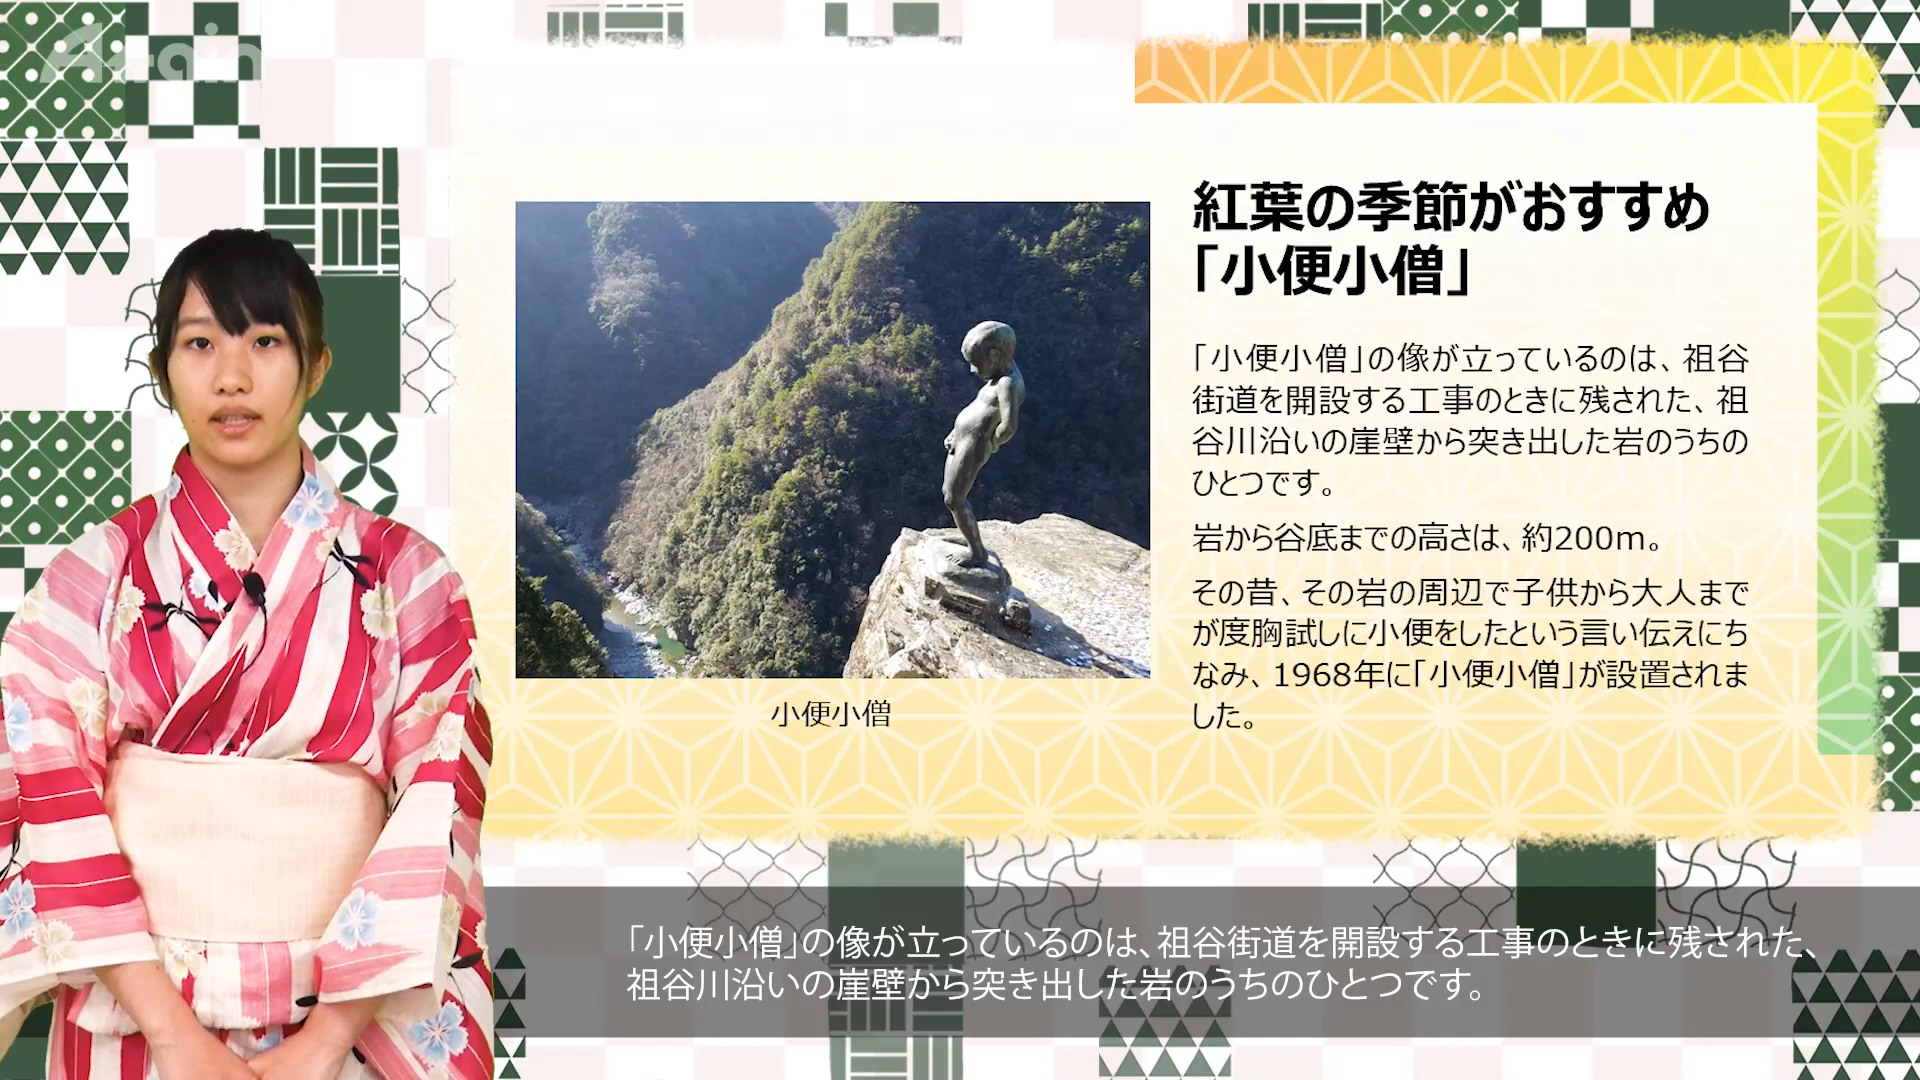 紅葉の季節がおすすめ
「小便小僧」
「小便小僧」の像が立っているのは、祖谷
街道を開設する工事のときに残された、祖
谷川沿いの崖壁から突き出した岩のうちの
ひとつです。
岩から谷底までの高さは、約200m。
その昔、その岩の周辺で子供から大人まで
が度胸試しに小便をしたという言い伝えにち
なみ、1968年に「小便小僧」が設置されま
した。
小便小僧
「小便小僧」の像が立っているのは、祖谷街道を開設する工事のときに残された、
祖谷川沿いの崖壁から突き出した岩のうちのひとつです。